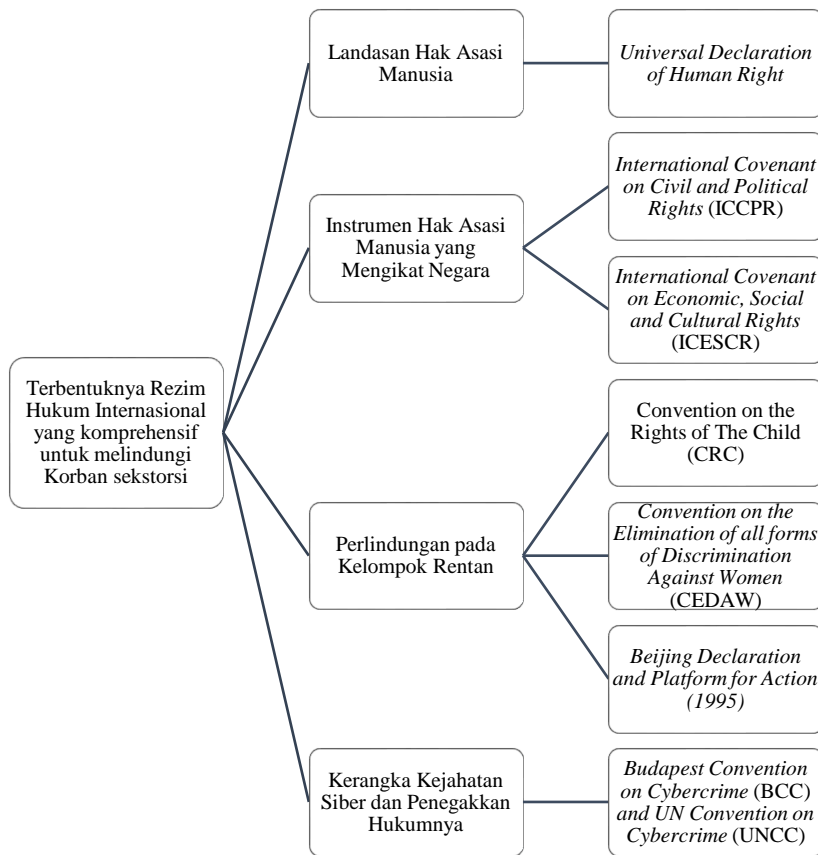 Terbentuknya Rezim
Hukum Internasional
yang komprehensif
untuk melindungi
Korban sekstorsi
Landasan Hak Asasi
Manusia
Universal Declaration
of Human Right
Instrumen Hak Asasi
Manusia yang
Mengikat Negara
International Covenant
on Civil and Political
Rights (ICCPR)
International Covenant
on Economic, Social
and Cultural Rights
(ICESCR)
Perlindungan pada
Kelompok Rentan
Convention on the
Rights of The Child
(CRC)
Convention on the
Elimination of all forms
of Discrimination
Against Women
(CEDAW)
Beijing Declaration
and Platform for Action
(1995)
Kerangka Kejahatan
Siber dan Penegakkan
Hukumnya
Budapest Convention
on Cybercrime (BCC)
and UN Convention on
Cybercrime (UNCC)